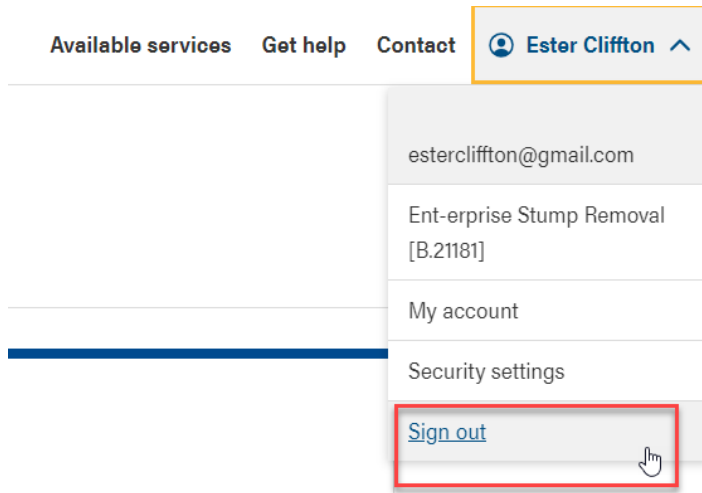 Available services Get help Contact Ester Cliffton
estercliffton@gmail.com
Ent-erprise Stump Removal
[B.21181]
My account
Security settings
Sign out